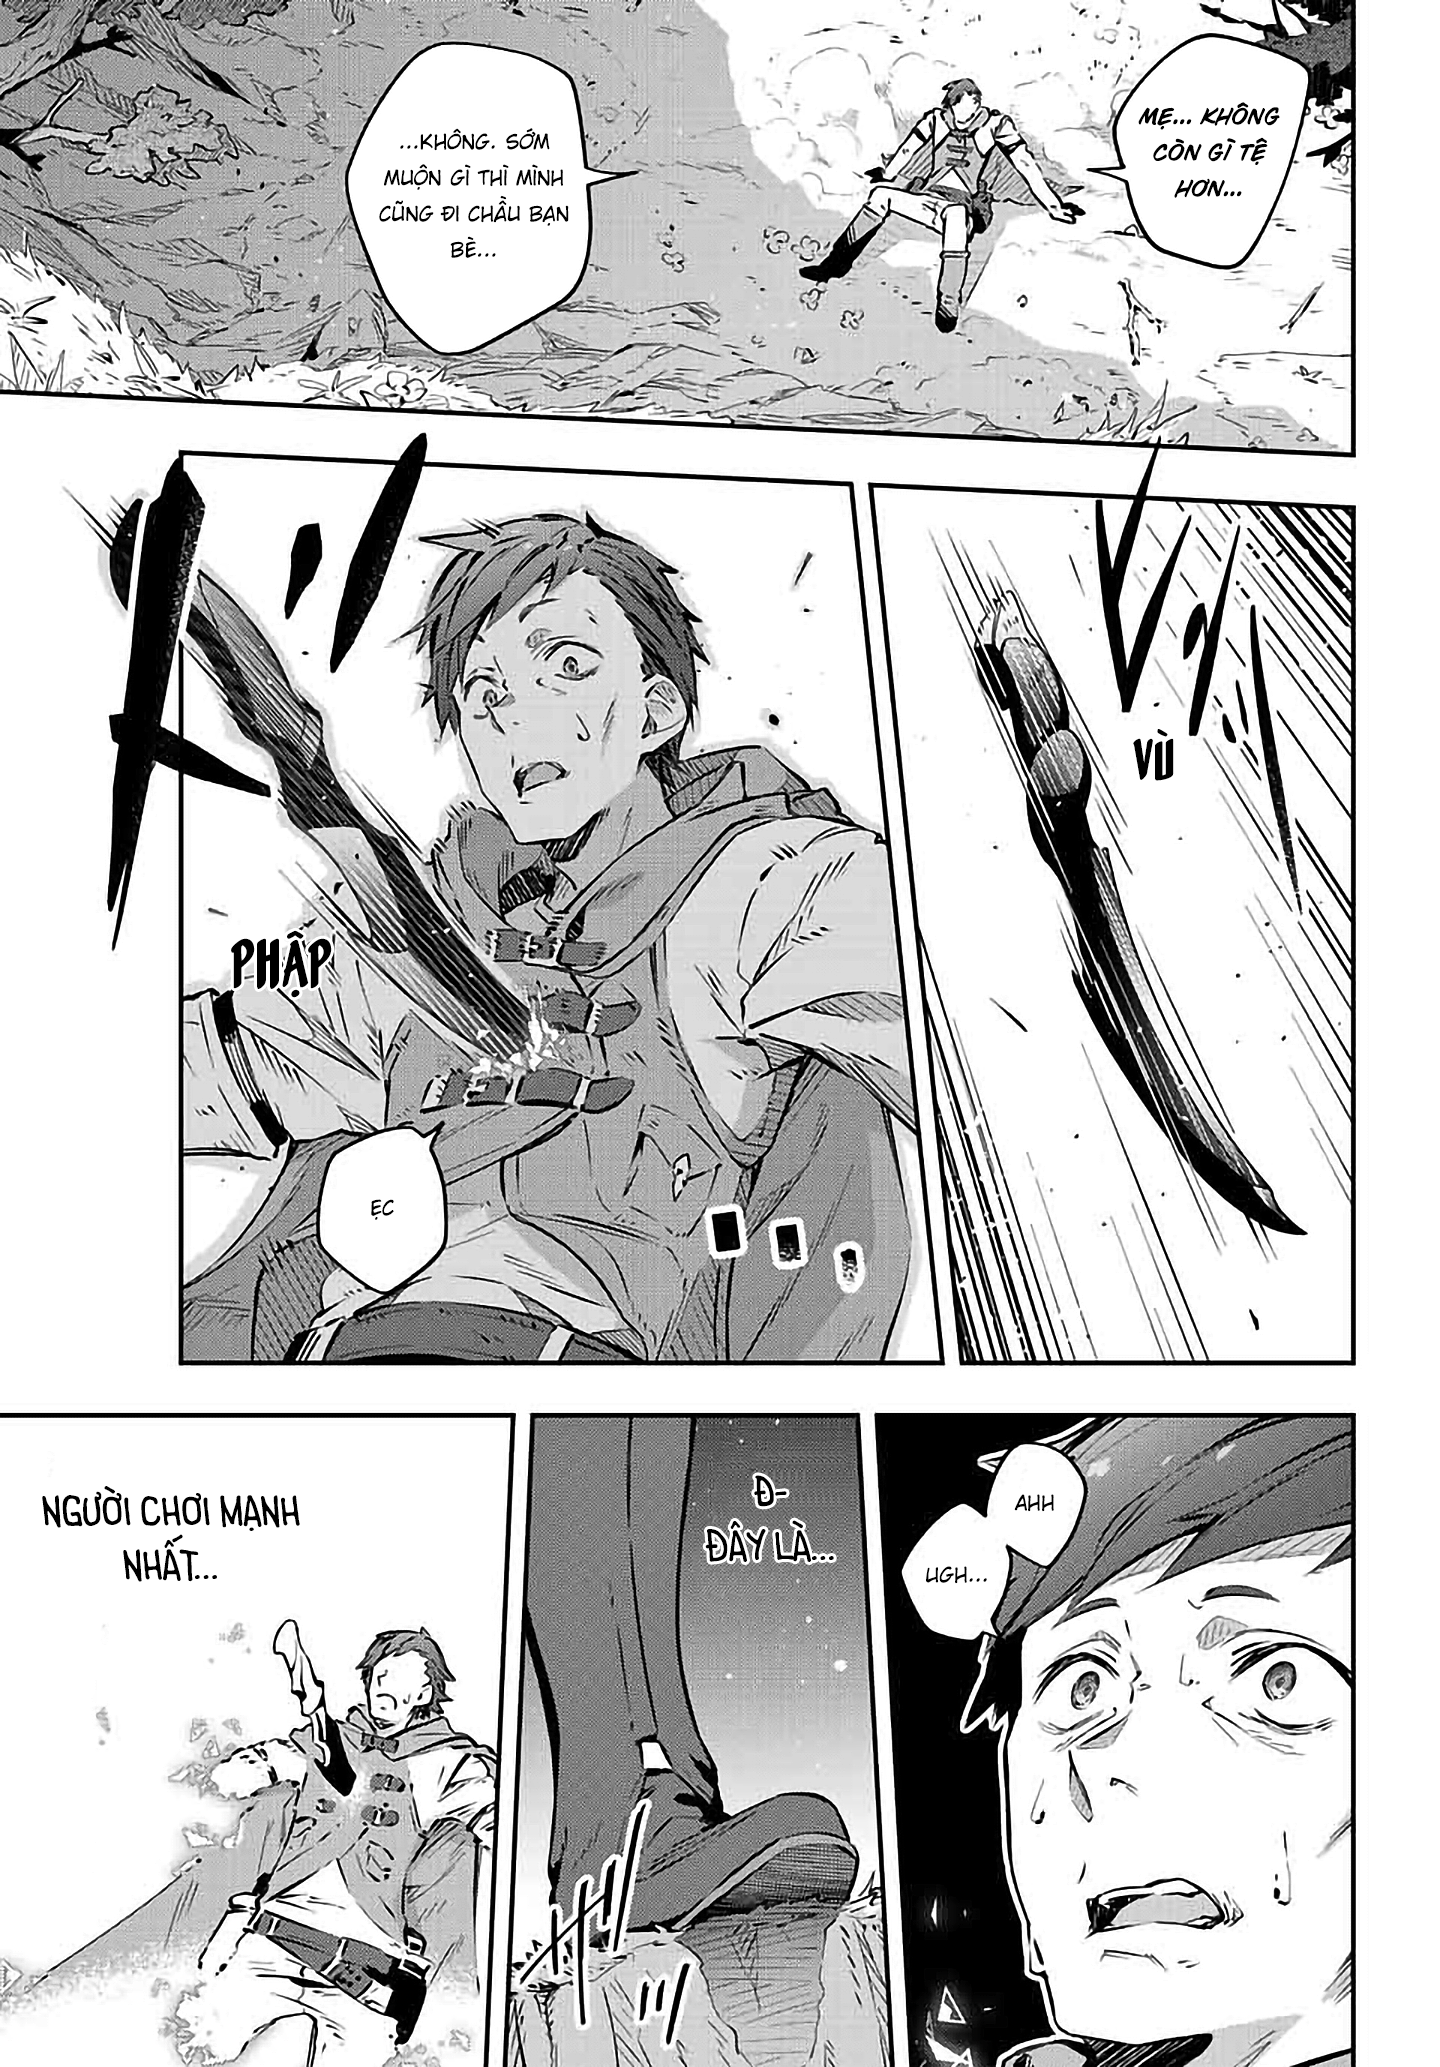 MẸ... KHÔNG
CÒN GÌ TỆ
HƠN...
...KHÔNG. SỚM
MUỘN GÌ THÌ MÌNH
CŨNG ĐI CHẦU BẠN
BÈ...
VÙ
PHẬP
ẸC
AHH
UGH...
Đ-
ĐÂY LÀ...
NGƯỜI CHƠI MẠNH
NHẤT...